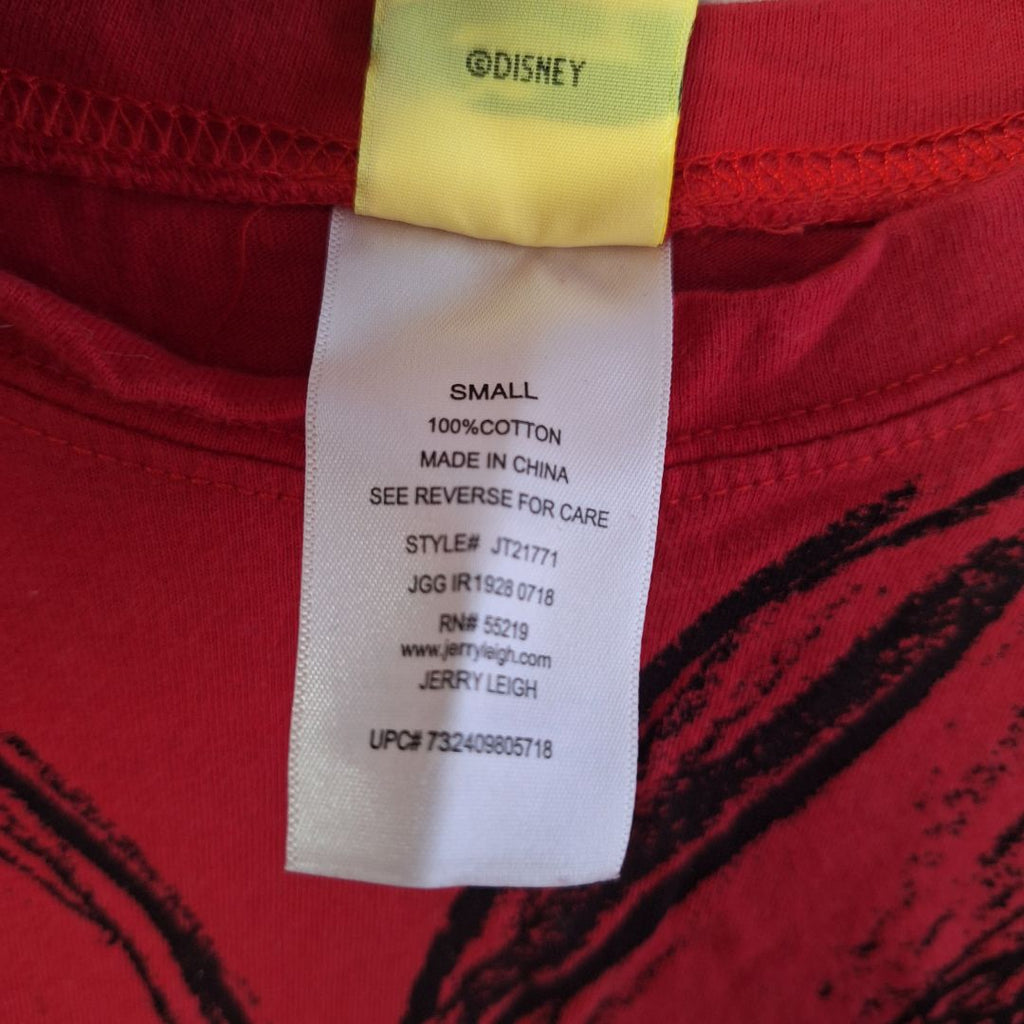 ©DISNEY
SMALL
100%COTTON
MADE IN CHINA
SEE REVERSE FOR CARE
STYLE# JT21771
JGG IR1928 0718
RN# 55219
www.jerryleigh.com
JERRY LEIGH
UPC# 732409805718